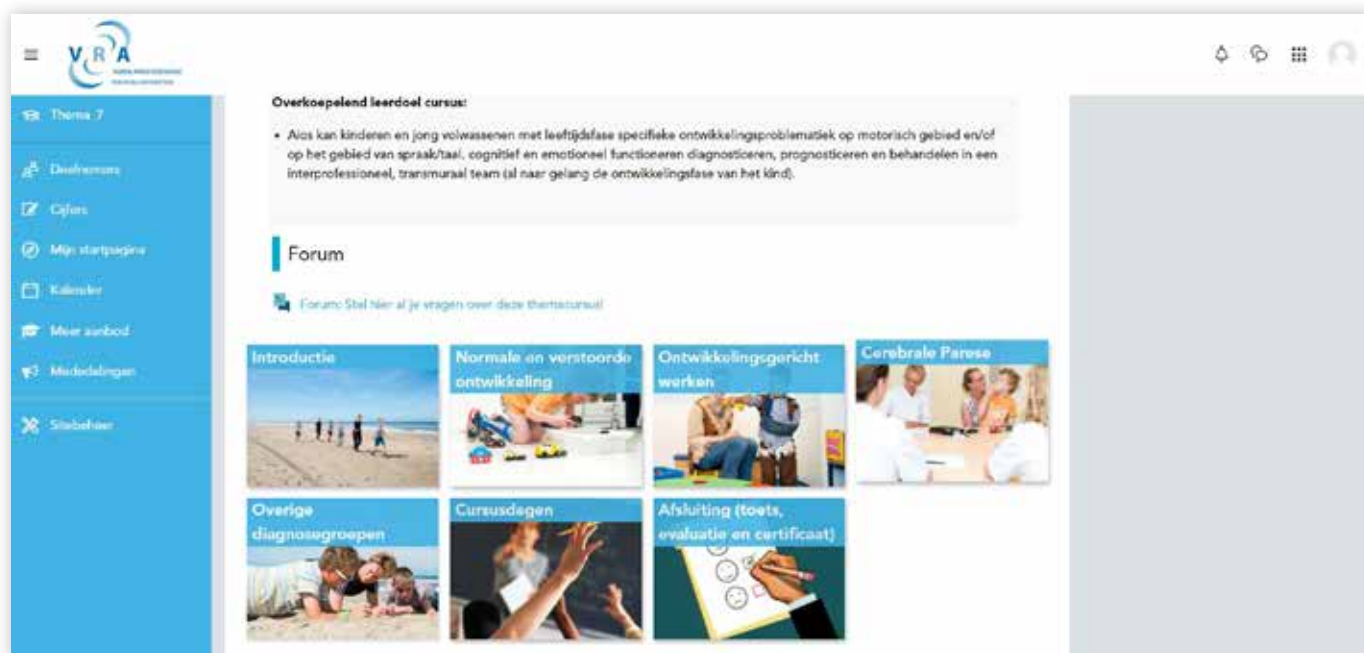 VRA
Thema 7
Deelnemers
Cijfers
Mijn startpagina
Kalender
Meer aanbod
Mededelingen
Sitebeheer
Overkoepelend leerdoel cursus:
• Aios kan kinderen en jong volwassenen met leeftijdsfase specifieke ontwikkelingsproblematiek op motorisch gebied en/of
op het gebied van spraak/taal, cognitief en emotioneel functioneren diagnosticeren, prognosticeren en behandelen in een
interprofessioneel, transmuraal team (al naar gelang de ontwikkelingsfase van het kind).
Forum
Forum: Stel hier al je vragen over deze themacursus!
Introductie
Normale en verstoorde
ontwikkeling
Ontwikkelingsgericht
werken
Cerebrale Parese
Overige
diagnosegroepen
Cursusdagen
Afsluiting (toets,
evaluatie en certificaat)